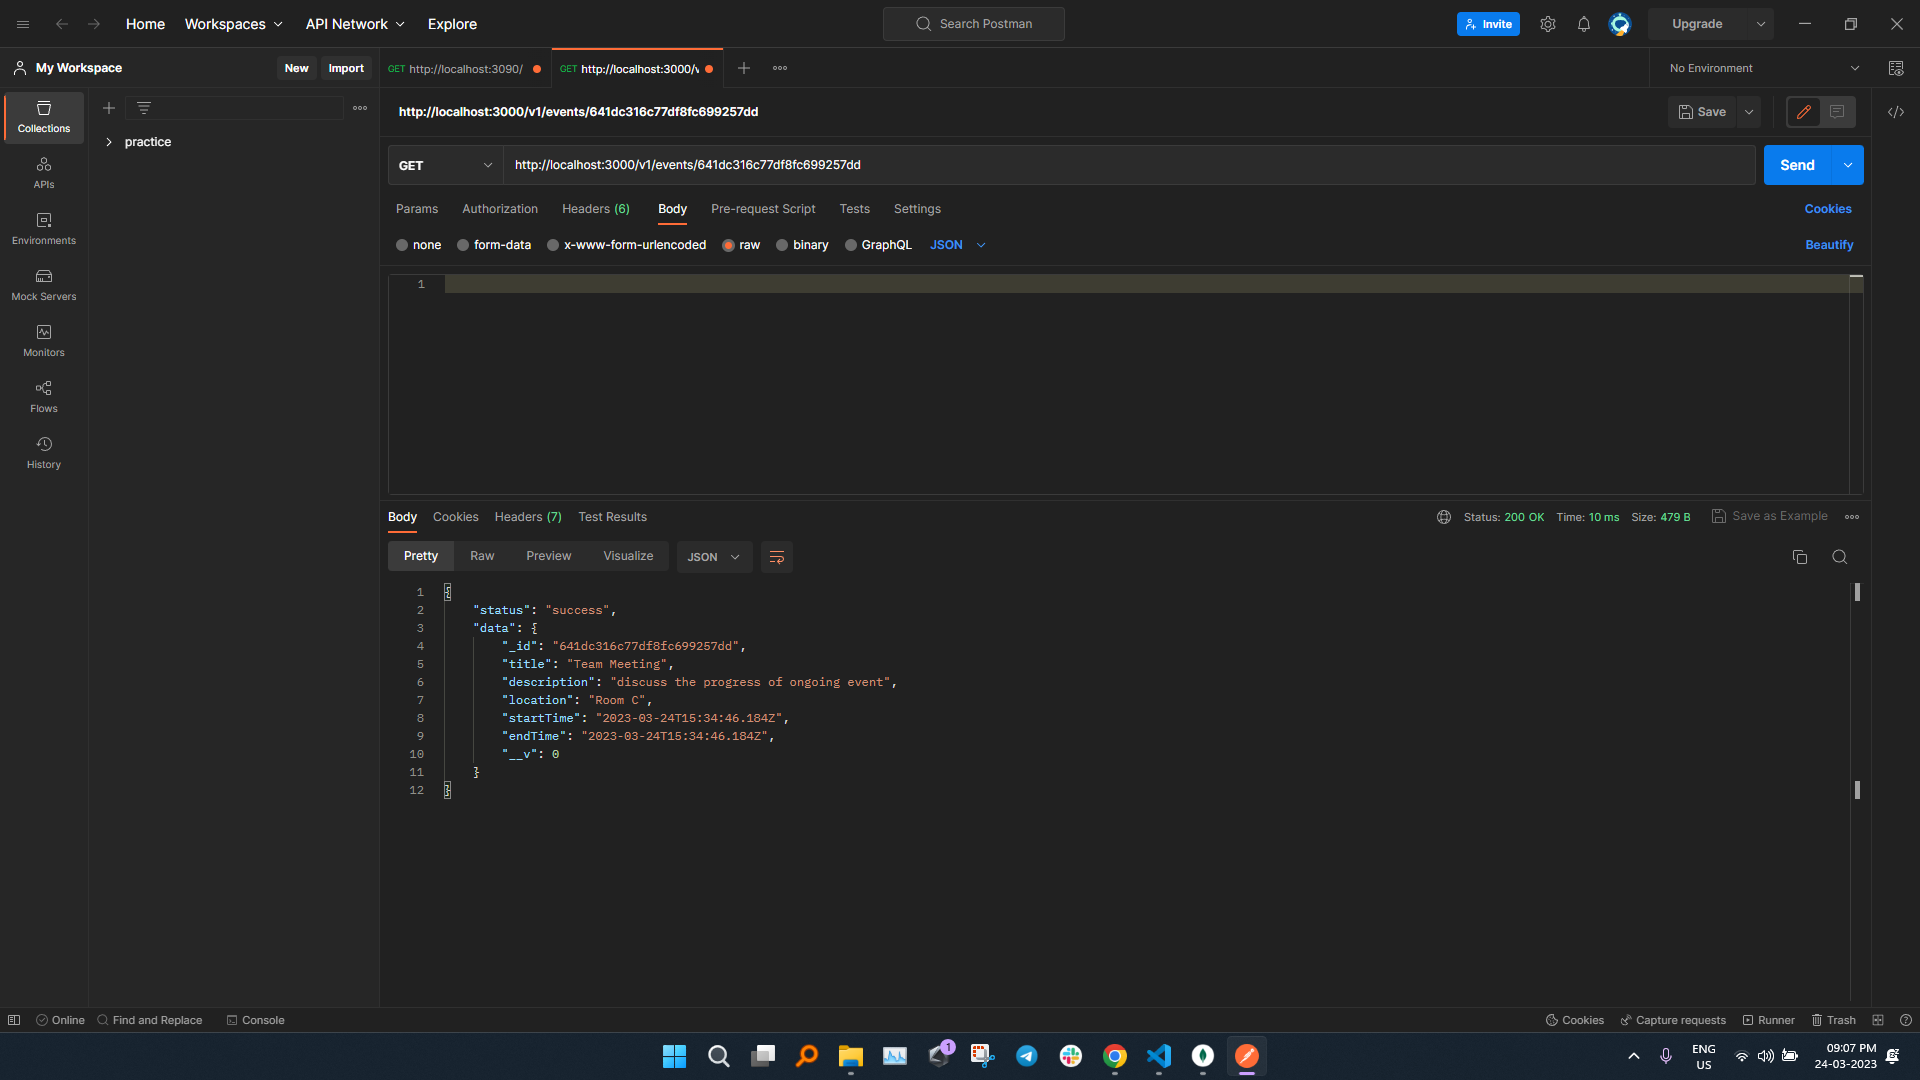 Home Workspaces API Network Explore Search Postman Invite Upgrade
My Workspace New Import GET http://localhost:3090/ GET http://localhost:3000/v No Environment
http://localhost:3000/v1/events/641dc316c77df8fc699257dd Save
Collections
practice
APIs
Environments
Mock Servers
Monitors
Flows
History
GET http://localhost:3000/v1/events/641dc316c77df8fc699257dd Send
Params Authorization Headers (6) Body Pre-request Script Tests Settings Cookies
none form-data x-www-form-urlencoded raw binary GraphQL JSON Beautify
1
Body Cookies Headers (7) Test Results Status: 200 OK Time: 10 ms Size: 479 B Save as Example
Pretty Raw Preview Visualize JSON
1 {
2 "status": "success",
3 "data": {
4 "_id": "641dc316c77df8fc699257dd",
5 "title": "Team Meeting",
6 "description": "discuss the progress of ongoing event",
7 "location": "Room C",
8 "startTime": "2023-03-24T15:34:46.184Z",
9 "endTime": "2023-03-24T15:34:46.184Z",
10 "__v": 0
11 }
12 }
Online Find and Replace Console Cookies Capture requests Runner Trash
1
ENG
US
09:07 PM
24-03-2023